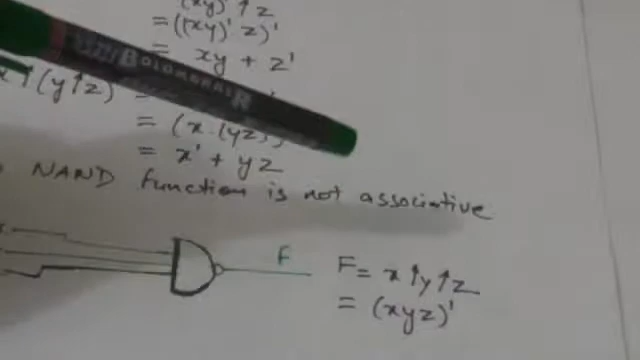 (xy)' ↑ z
= ((xy)' z)'
= xy + z'
x ↑ (y ↑ z) =
= (x · (yz)')'
= x' + yz
NAND function is not associative
F
F = x ↑ y ↑ z
= (xyz)'